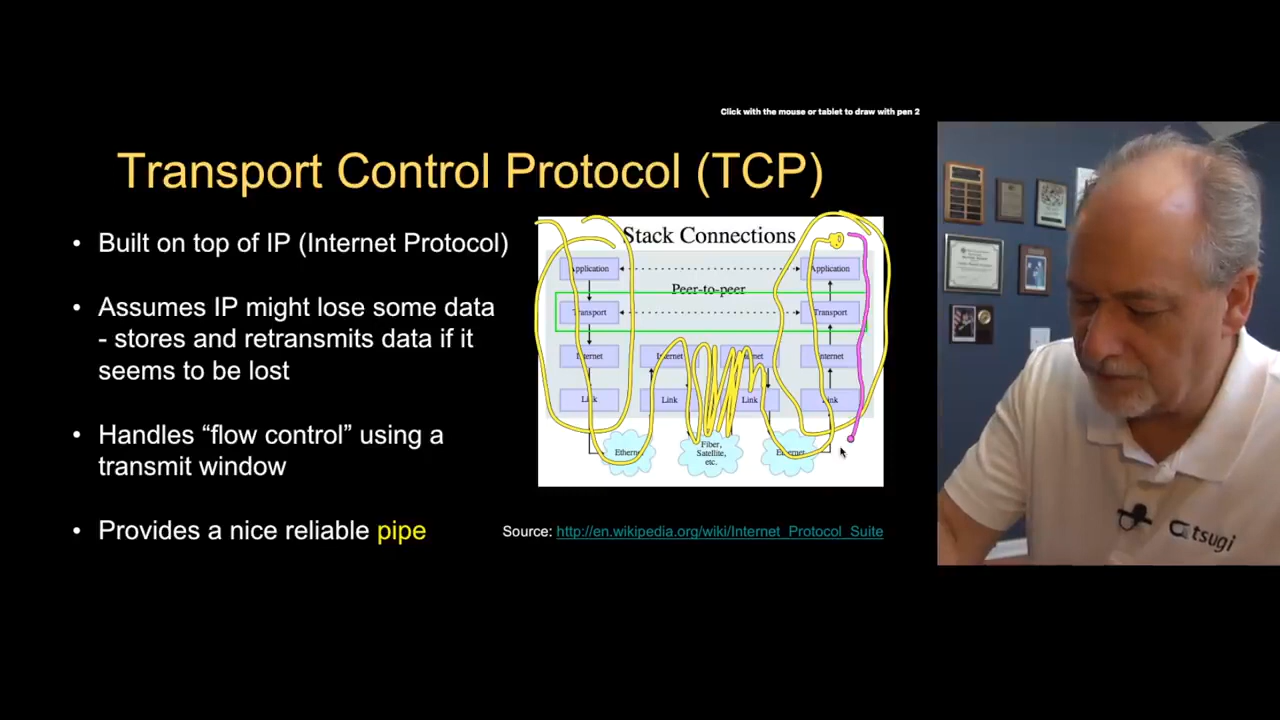 Click with the mouse or tablet to draw with pen 2
Transport Control Protocol (TCP)
• Built on top of IP (Internet Protocol)
• Assumes IP might lose some data
- stores and retransmits data if it
seems to be lost
• Handles “flow control” using a
transmit window
• Provides a nice reliable pipe
Stack Connections
Application Application
Peer-to-peer
Transport Transport
Internet Internet Internet Internet
Link Link Link Link
Ethernet Fiber, Satellite, etc. Ethernet
Source: http://en.wikipedia.org/wiki/Internet_Protocol_Suite
tsugi